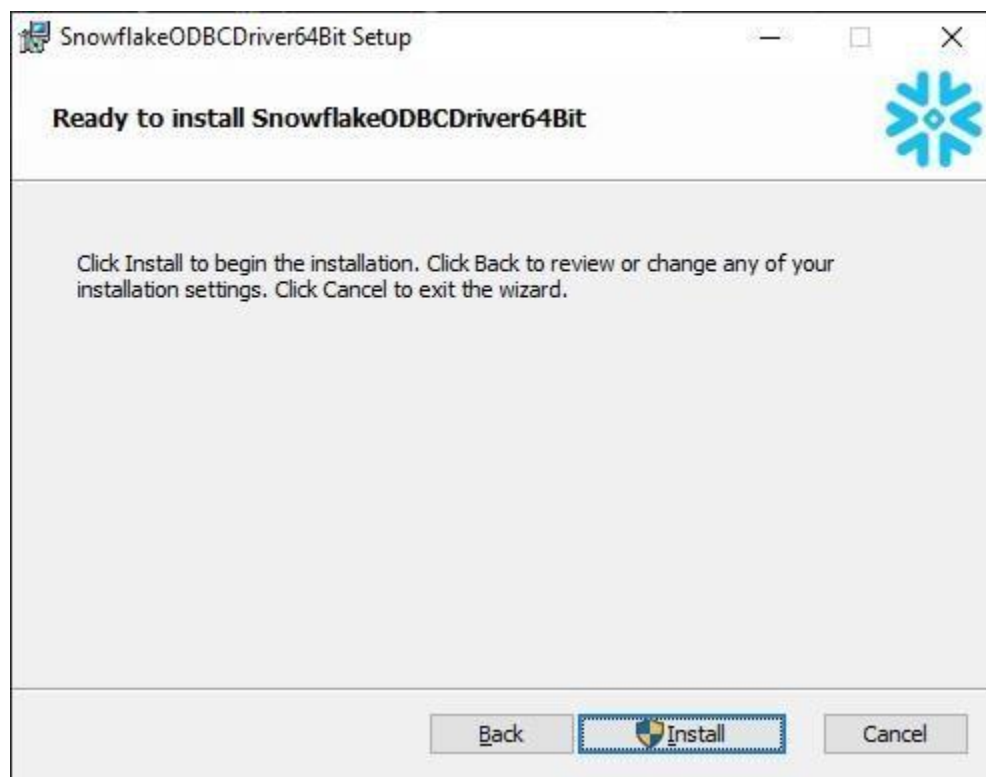 SnowflakeODBCDriver64Bit Setup
Ready to install SnowflakeODBCDriver64Bit
Click Install to begin the installation. Click Back to review or change any of your
installation settings. Click Cancel to exit the wizard.
Back Install Cancel